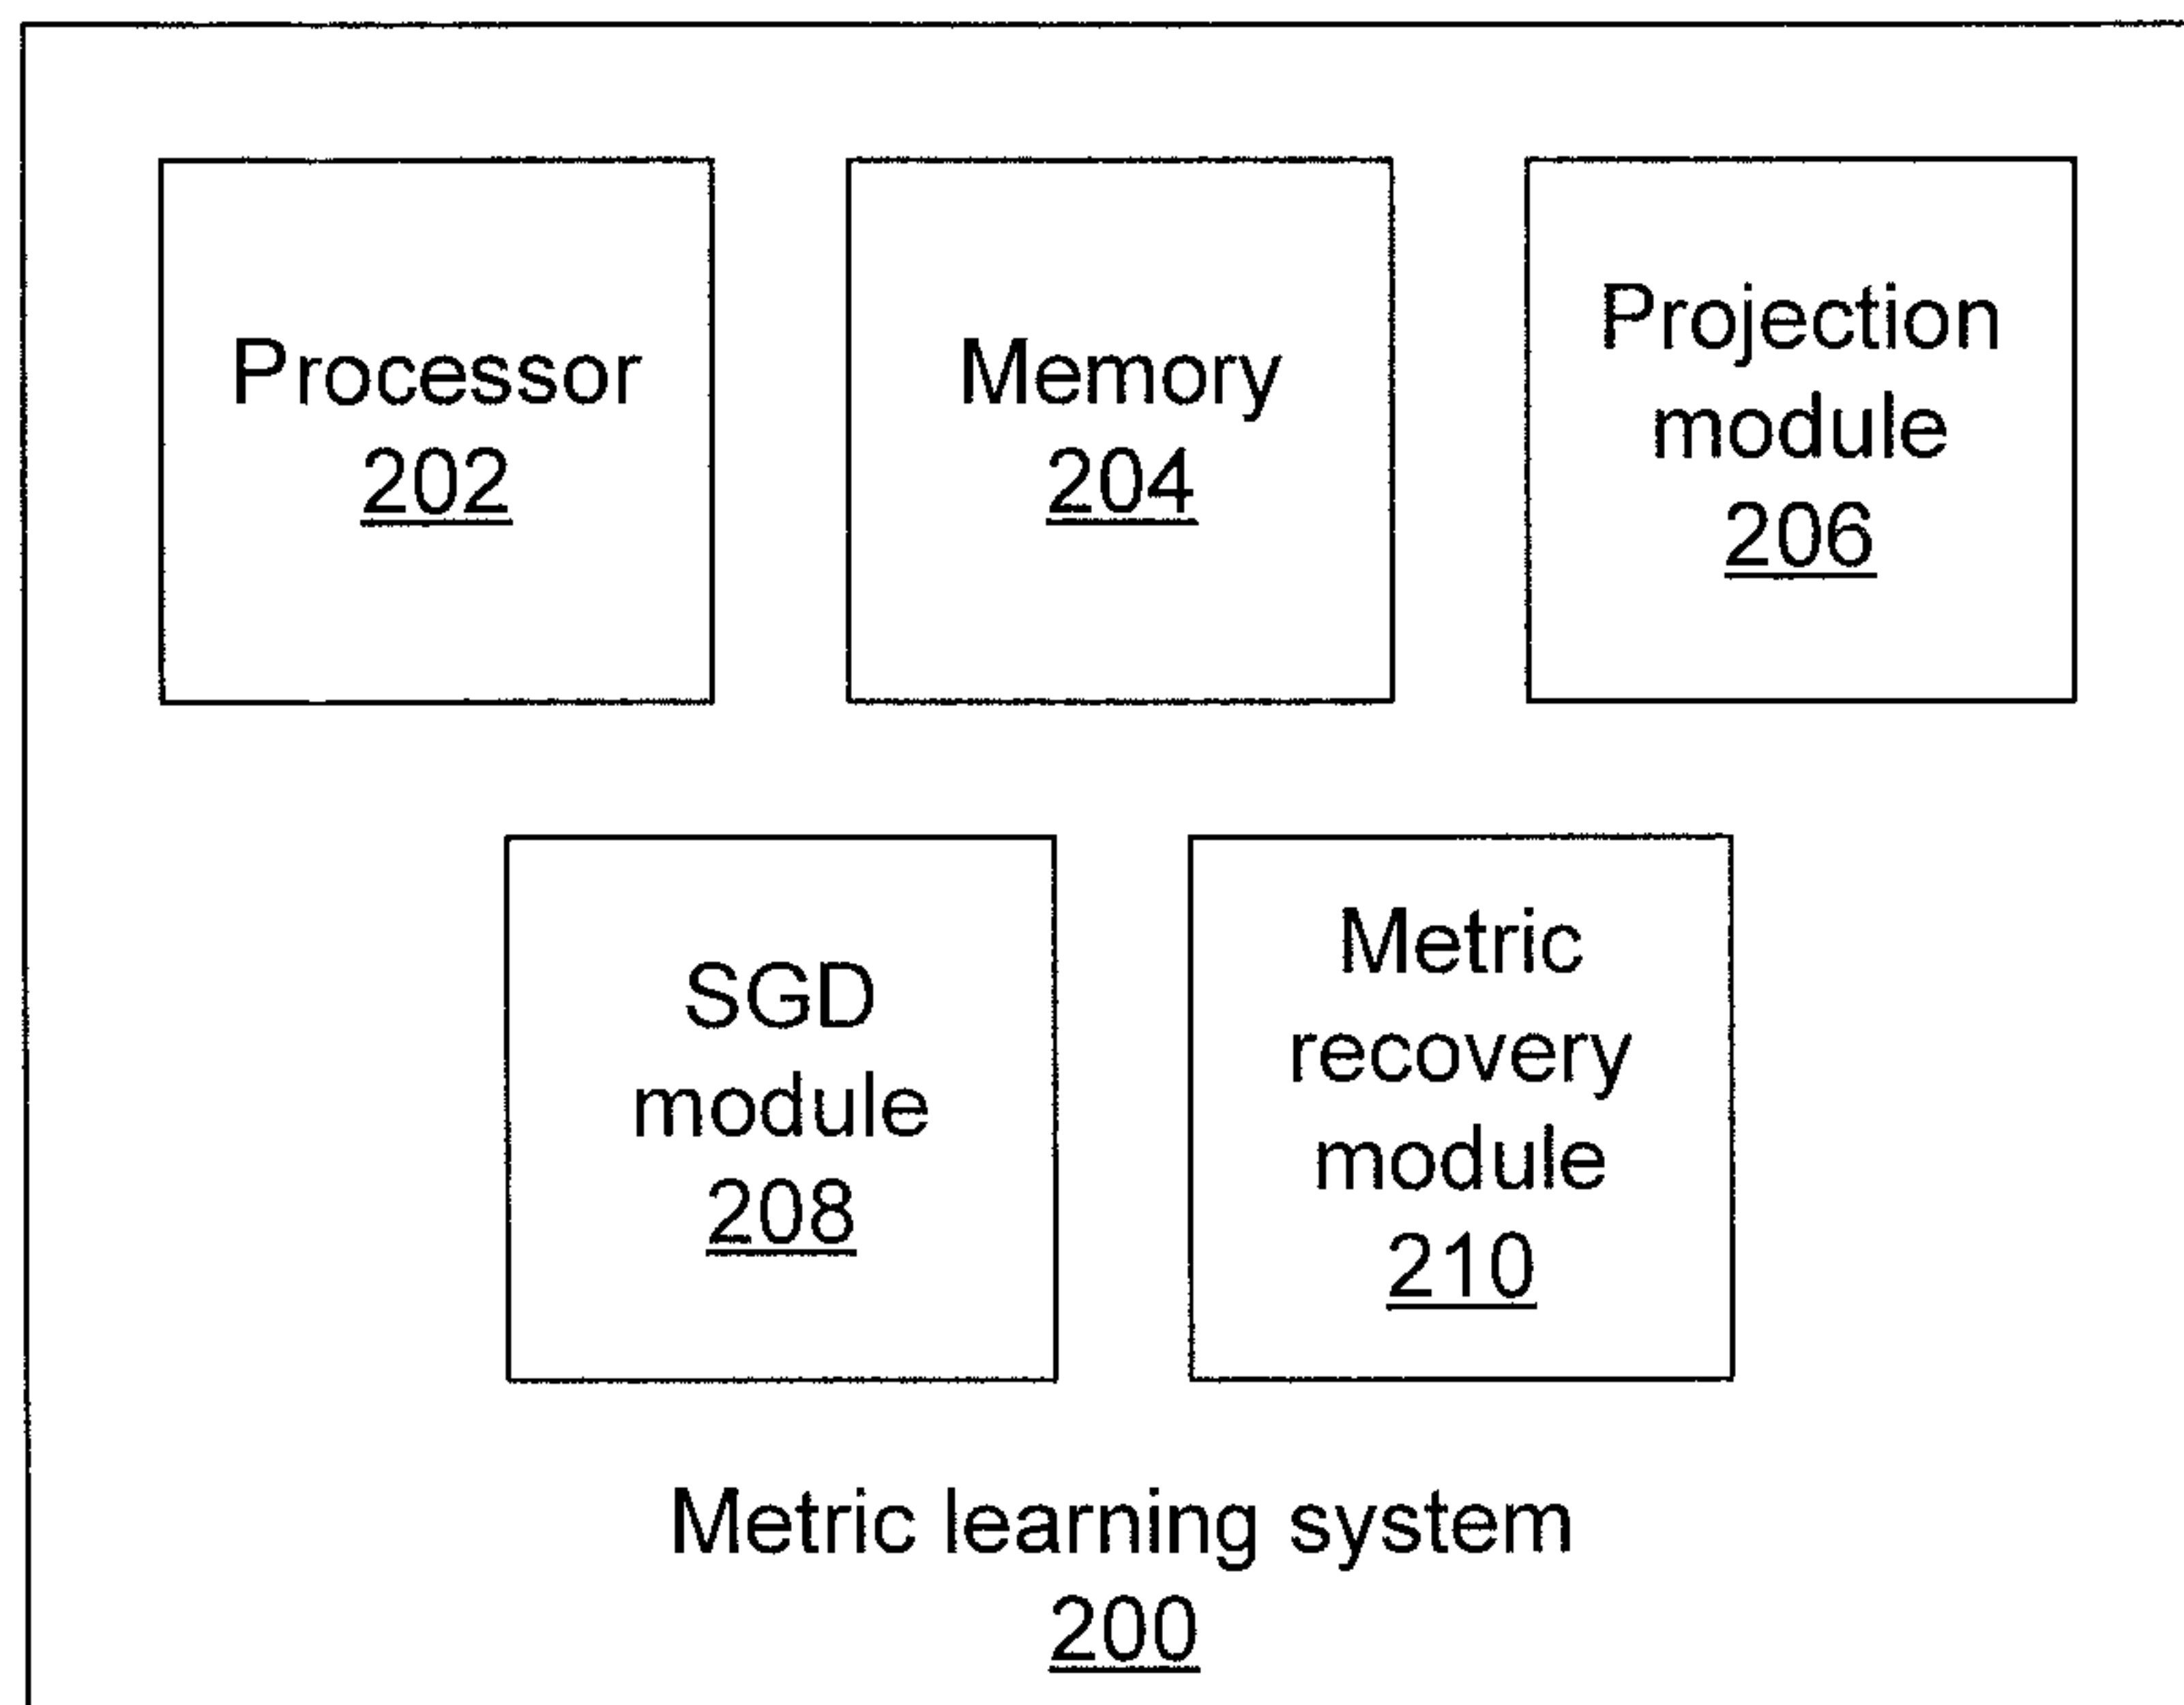 Processor
202
Memory
204
Projection
module
206
SGD
module
208
Metric
recovery
module
210
Metric learning system
200